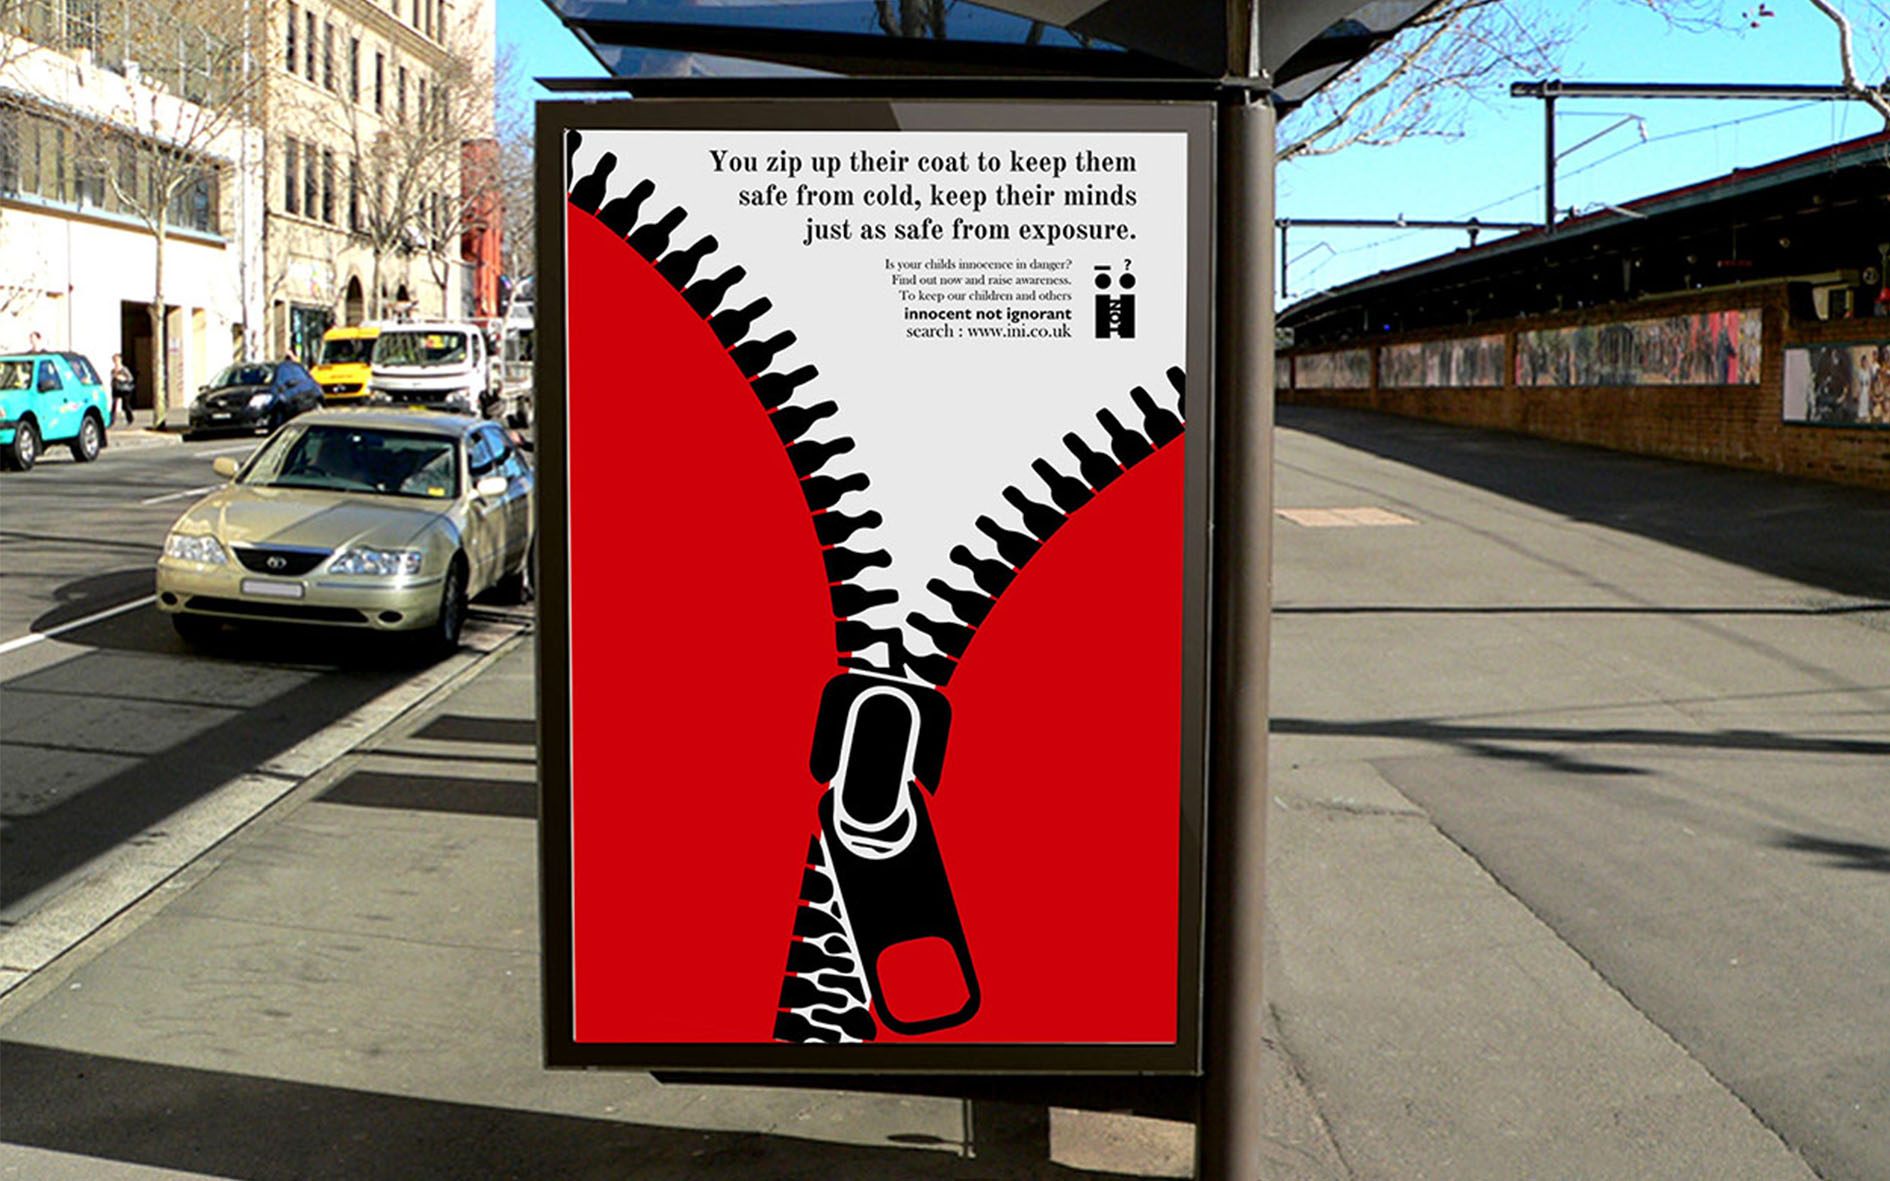 You zip up their coat to keep them
safe from cold, keep their minds
just as safe from exposure.
Is your childs innocence in danger?
Find out now and raise awareness.
To keep our children and others
innocent not ignorant
search : www.ini.co.uk
?
NOT